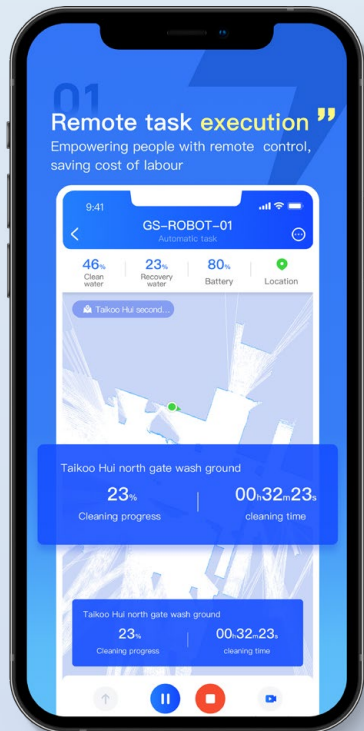 01
Remote task execution ”
Empowering people with remote control,
saving cost of labour
9:41
GS-ROBOT-01
Automatic task
46% 23% 80%
Clean water Recovery water Battery Location
Taikoo Hui second...
Taikoo Hui north gate wash ground
23% 00h32m23s
Cleaning progress cleaning time
Taikoo Hui north gate wash ground
23% 00h32m23s
Cleaning progress cleaning time